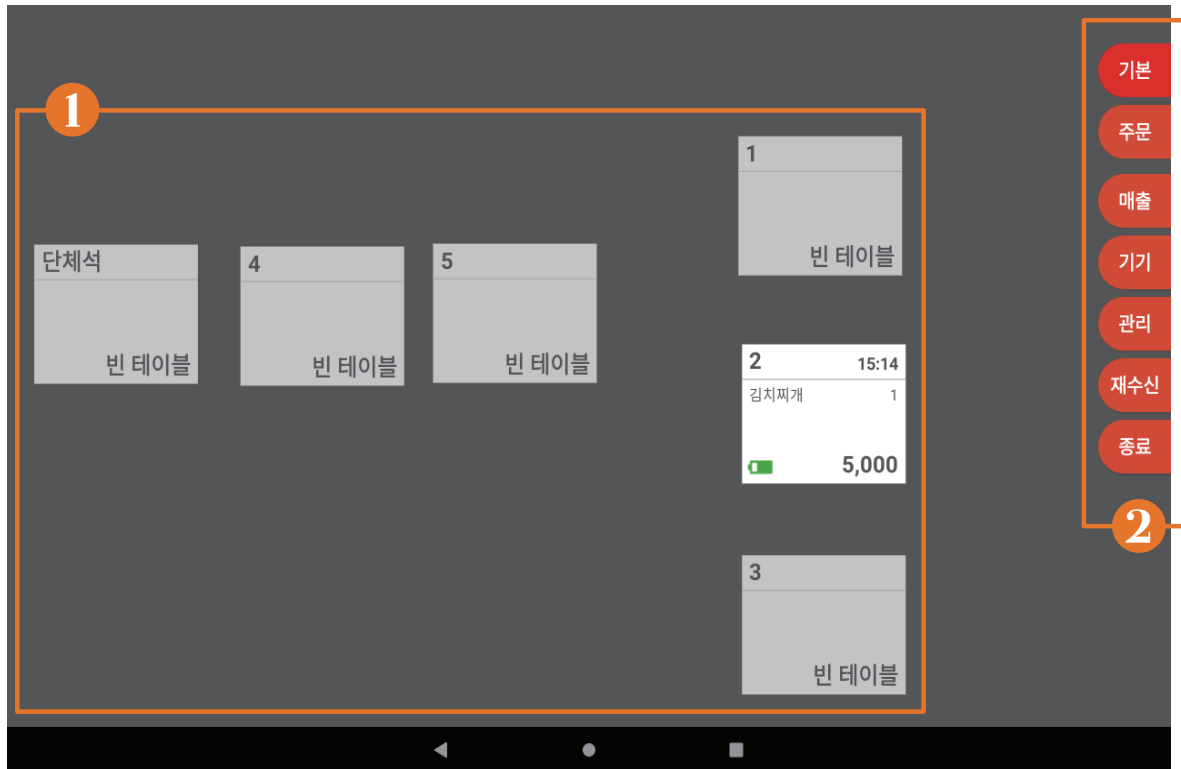 1
단체석
빈 테이블
4
빈 테이블
5
빈 테이블
1
빈 테이블
2 15:14
김치찌개 1
5,000
3
빈 테이블
기본
주문
매출
기기
관리
재수신
종료
2